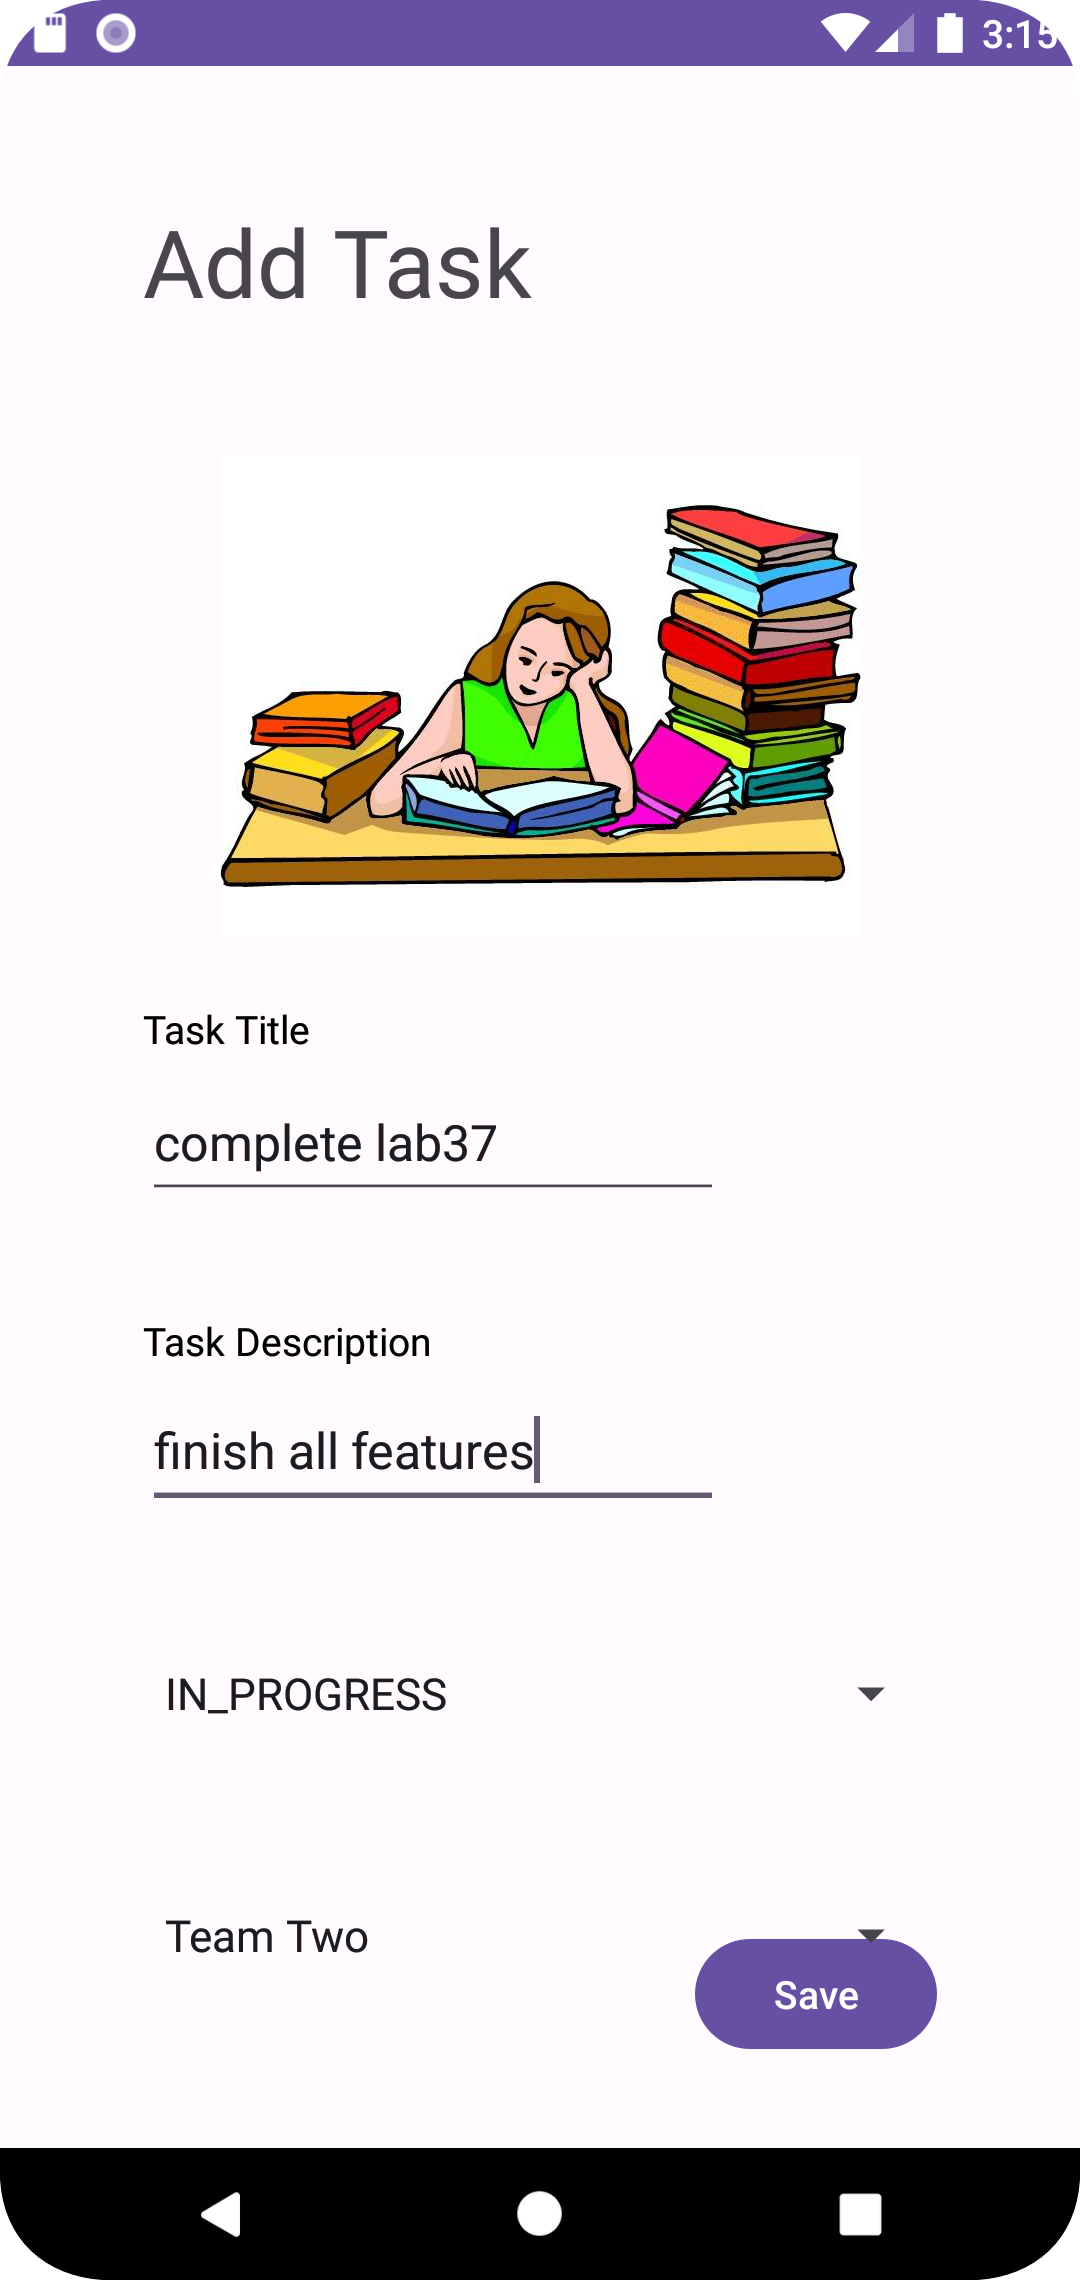 3:15
Add Task
Task Title
complete lab37
Task Description
finish all features
IN_PROGRESS
Team Two
Save